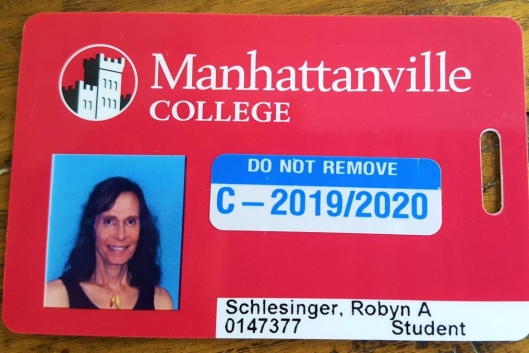 Manhattanville
COLLEGE
DO NOT REMOVE
C – 2019/2020
Schlesinger, Robyn A
0147377 Student